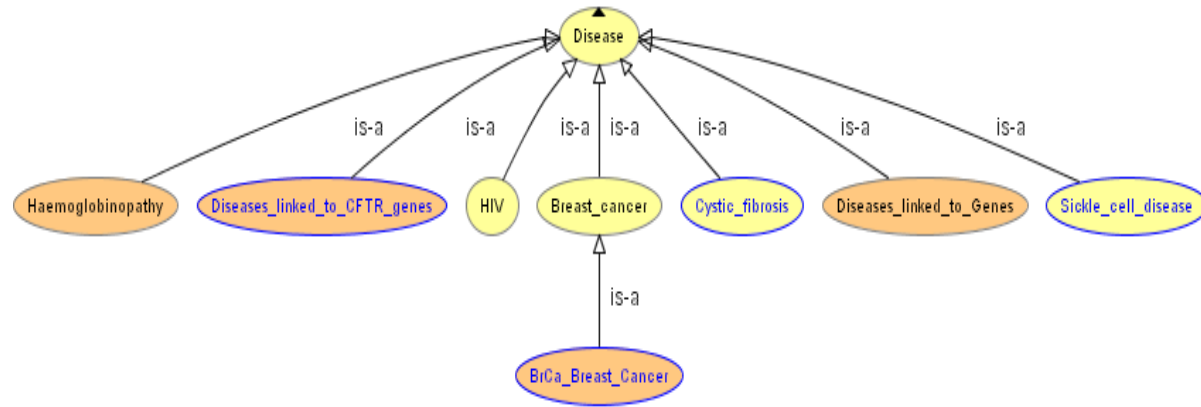 Disease
is-a
is-a
is-a
is-a
is-a
is-a
is-a
Haemoglobinopathy
Diseases_linked_to_CFTR_genes
HIV
Breast_cancer
Cystic_fibrosis
Diseases_linked_to_Genes
Sickle_cell_disease
is-a
BrCa_Breast_Cancer